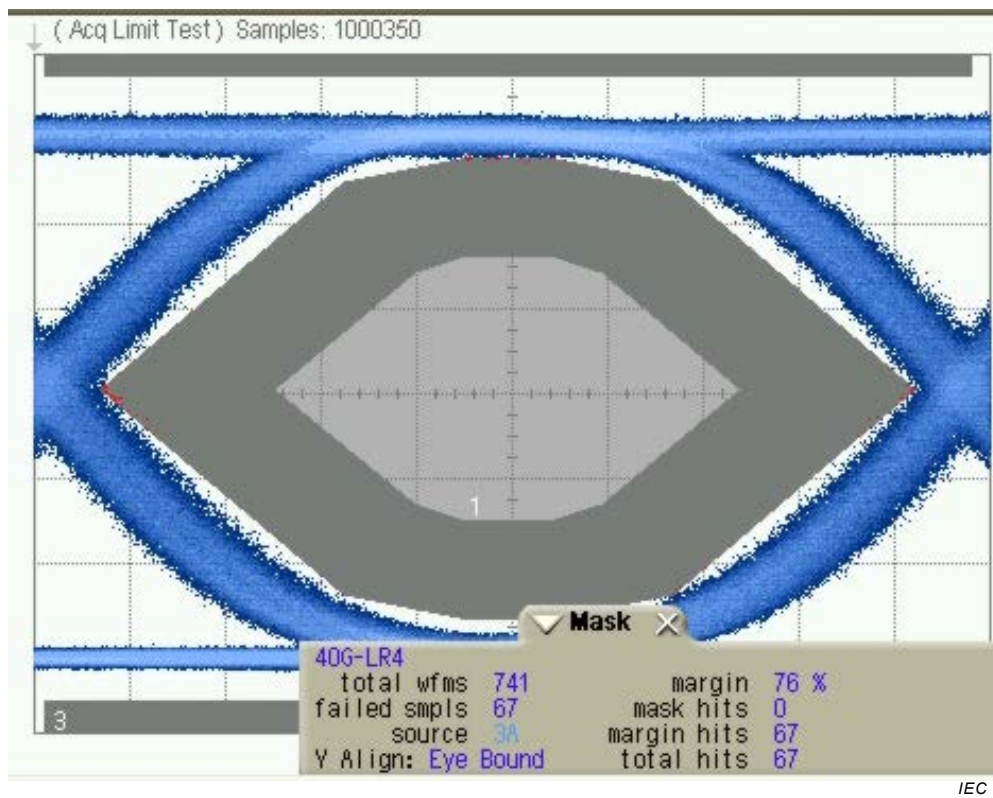 ( Acq Limit Test ) Samples: 1000350
1
3
Mask
40G-LR4
total wfms 741 margin 76 %
failed smpls 67 mask hits 0
source 3A margin hits 67
Y Align: Eye Bound total hits 67
IEC